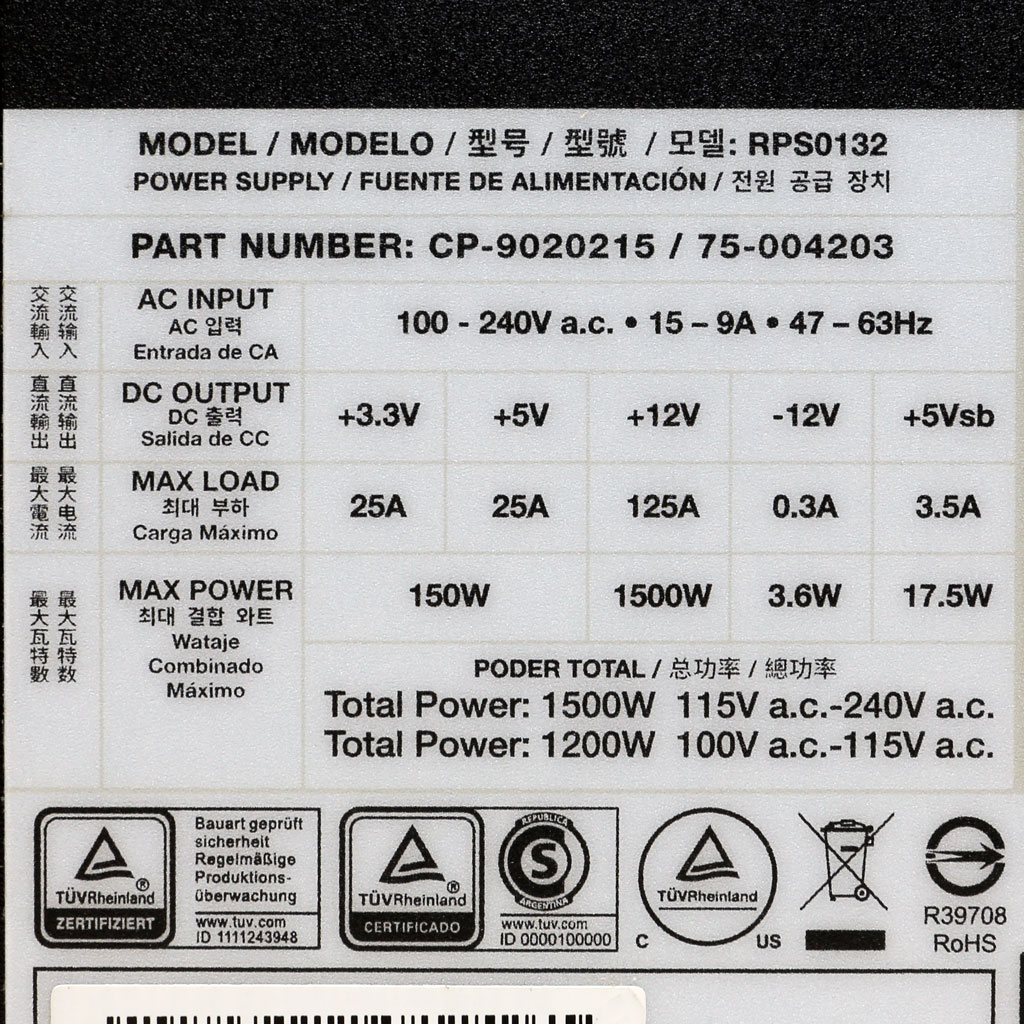 MODEL / MODELO / 型号 / 型號 / 모델: RPS0132
POWER SUPPLY / FUENTE DE ALIMENTACIÓN / 전원 공급 장치
PART NUMBER: CP-9020215 / 75-004203
交流輸入 交流输入
AC INPUT
AC 입력
Entrada de CA
100 - 240V a.c. • 15 – 9A • 47 – 63Hz
直流輸出 直流输出
DC OUTPUT
DC 출력
Salida de CC
+3.3V +5V +12V -12V +5Vsb
最大電流 最大电流
MAX LOAD
최대 부하
Carga Máximo
25A 25A 125A 0.3A 3.5A
最大瓦特數 最大瓦特数
MAX POWER
최대 결합 와트
Wataje
Combinado
Máximo
150W 1500W 3.6W 17.5W
PODER TOTAL / 总功率 / 總功率
Total Power: 1500W 115V a.c.-240V a.c.
Total Power: 1200W 100V a.c.-115V a.c.
TÜVRheinland ®
ZERTIFIZIERT
Bauart geprüft
sicherheit
Regelmäßige
Produktions-
überwachung
www.tuv.com
ID 1111243948
TÜVRheinland ®
CERTIFICADO
REPUBLICA
S
ARGENTINA
www.tuv.com
ID 0000100000
TÜVRheinland
C US
R39708
RoHS